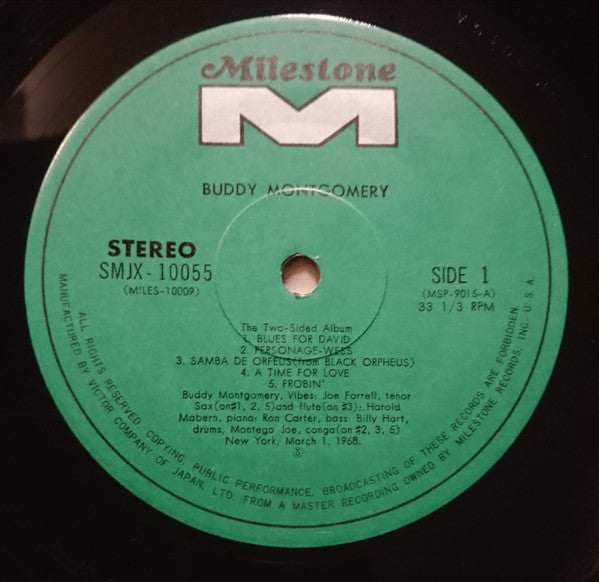 Milestone
M
BUDDY MONTGOMERY
STEREO
SMJX-10055
(MILES-10009)
SIDE 1
(MSP-9015-A)
33 1/3 RPM
The Two-Sided Album
1. BLUES FOR DAVID
2. PERSONAGE-WESS
3. SAMBA DE ORFEUS(from BLACK ORPHEUS)
4. A TIME FOR LOVE
5. FROBIN'
Buddy Montgomery, Vibes; Joe Farrell, tenor
Sax(on#1, 2, 5)and flute(on #3); Harold
Mabern, piano; Ron Carter, bass; Billy Hart,
drums, Montego Joe, conga(on #2, 3, 5)
New York; March 1, 1968.
Ⓢ
MANUFACTURED BY VICTOR COMPANY OF JAPAN, LTD. FROM A MASTER RECORDING OWNED BY MILESTONE RECORDS, INC. U. S. A.
ALL RIGHTS RESERVED. COPYING, PUBLIC PERFORMANCE, BROADCASTING OF THESE RECORDS ARE FORBIDDEN.